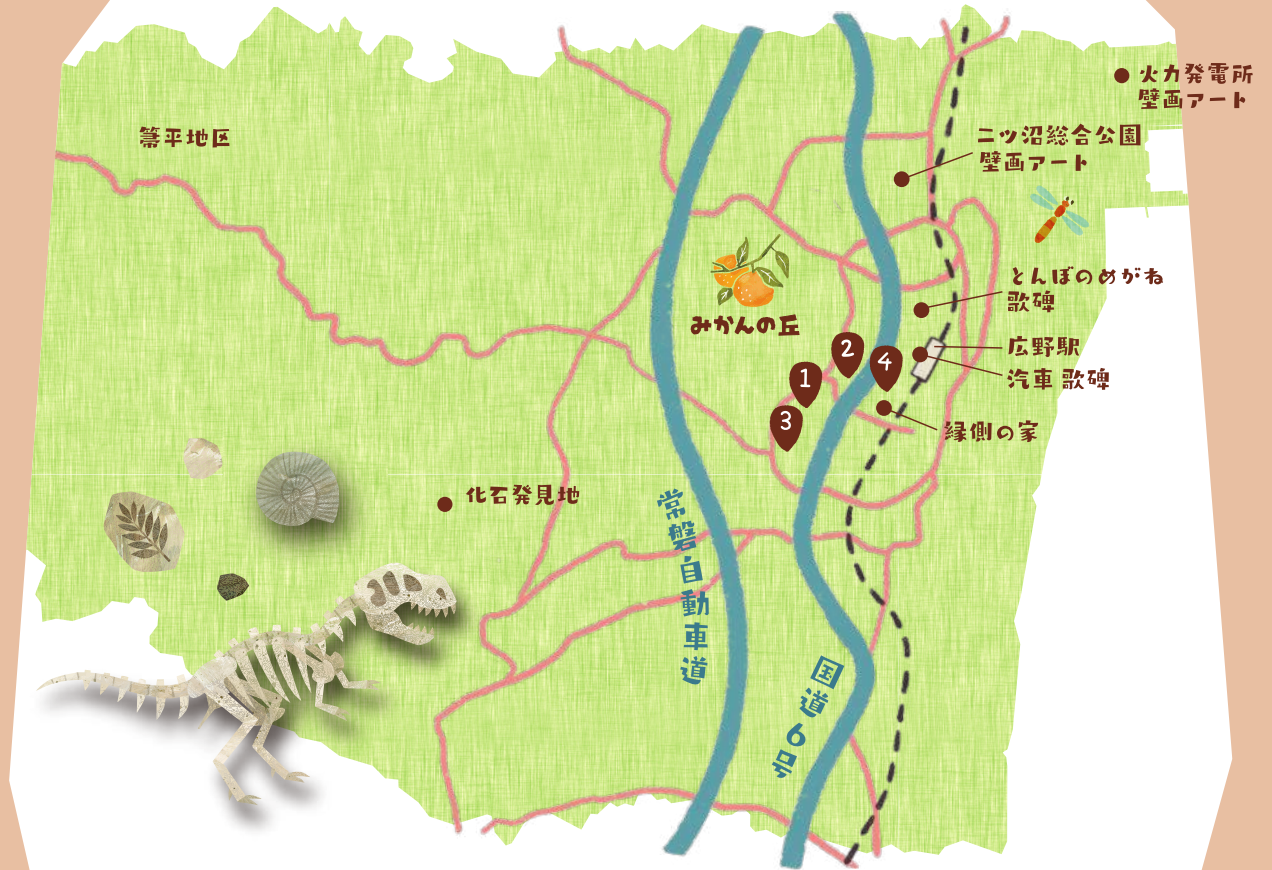 火力発電所
壁画アート
二ツ沼総合公園
壁画アート
箒平地区
とんぼのめがね
歌碑
みかんの丘
広野駅
汽車 歌碑
縁側の家
1
2
3
4
化石発見地
常磐自動車道
国道6号